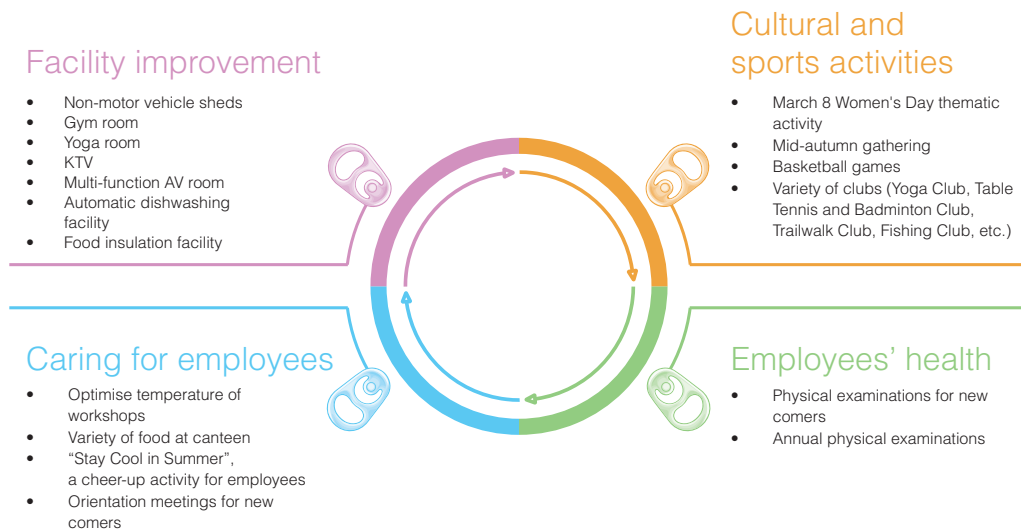 Facility improvement
• Non-motor vehicle sheds
• Gym room
• Yoga room
• KTV
• Multi-function AV room
• Automatic dishwashing
facility
• Food insulation facility
Cultural and
sports activities
• March 8 Women's Day thematic
activity
• Mid-autumn gathering
• Basketball games
• Variety of clubs (Yoga Club, Table
Tennis and Badminton Club,
Trailwalk Club, Fishing Club, etc.)
Caring for employees
• Optimise temperature of
workshops
• Variety of food at canteen
• “Stay Cool in Summer”,
a cheer-up activity for employees
• Orientation meetings for new
comers
Employees’ health
• Physical examinations for new
comers
• Annual physical examinations